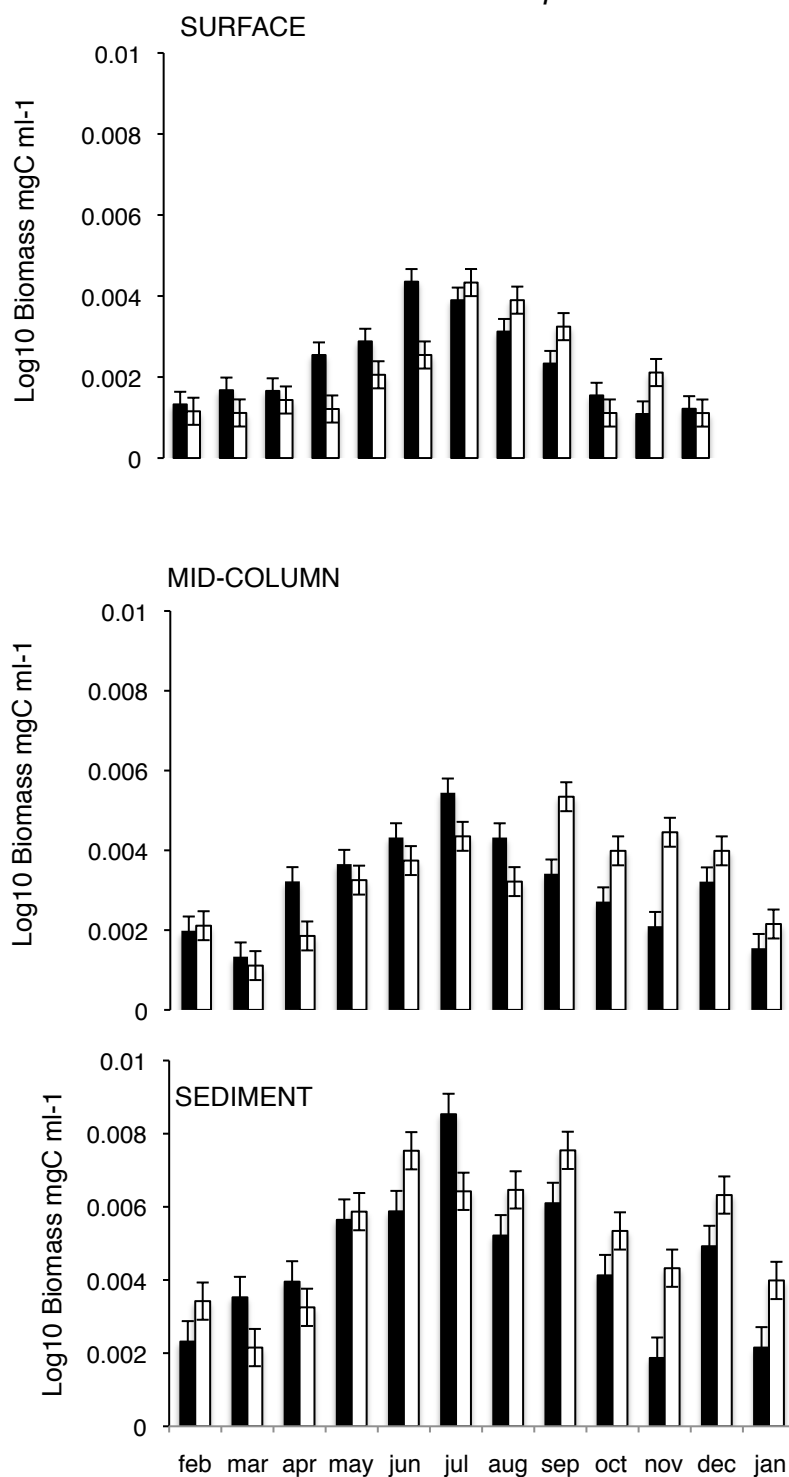 SURFACE
0.01
0.008
0.006
0.004
0.002
0
Log10 Biomass mgC ml-1
MID-COLUMN
0.01
0.008
0.006
0.004
0.002
0
Log10 Biomass mgC ml-1
SEDIMENT
0.01
0.008
0.006
0.004
0.002
0
Log10 Biomass mgC ml-1
feb mar apr may jun jul aug sep oct nov dec jan